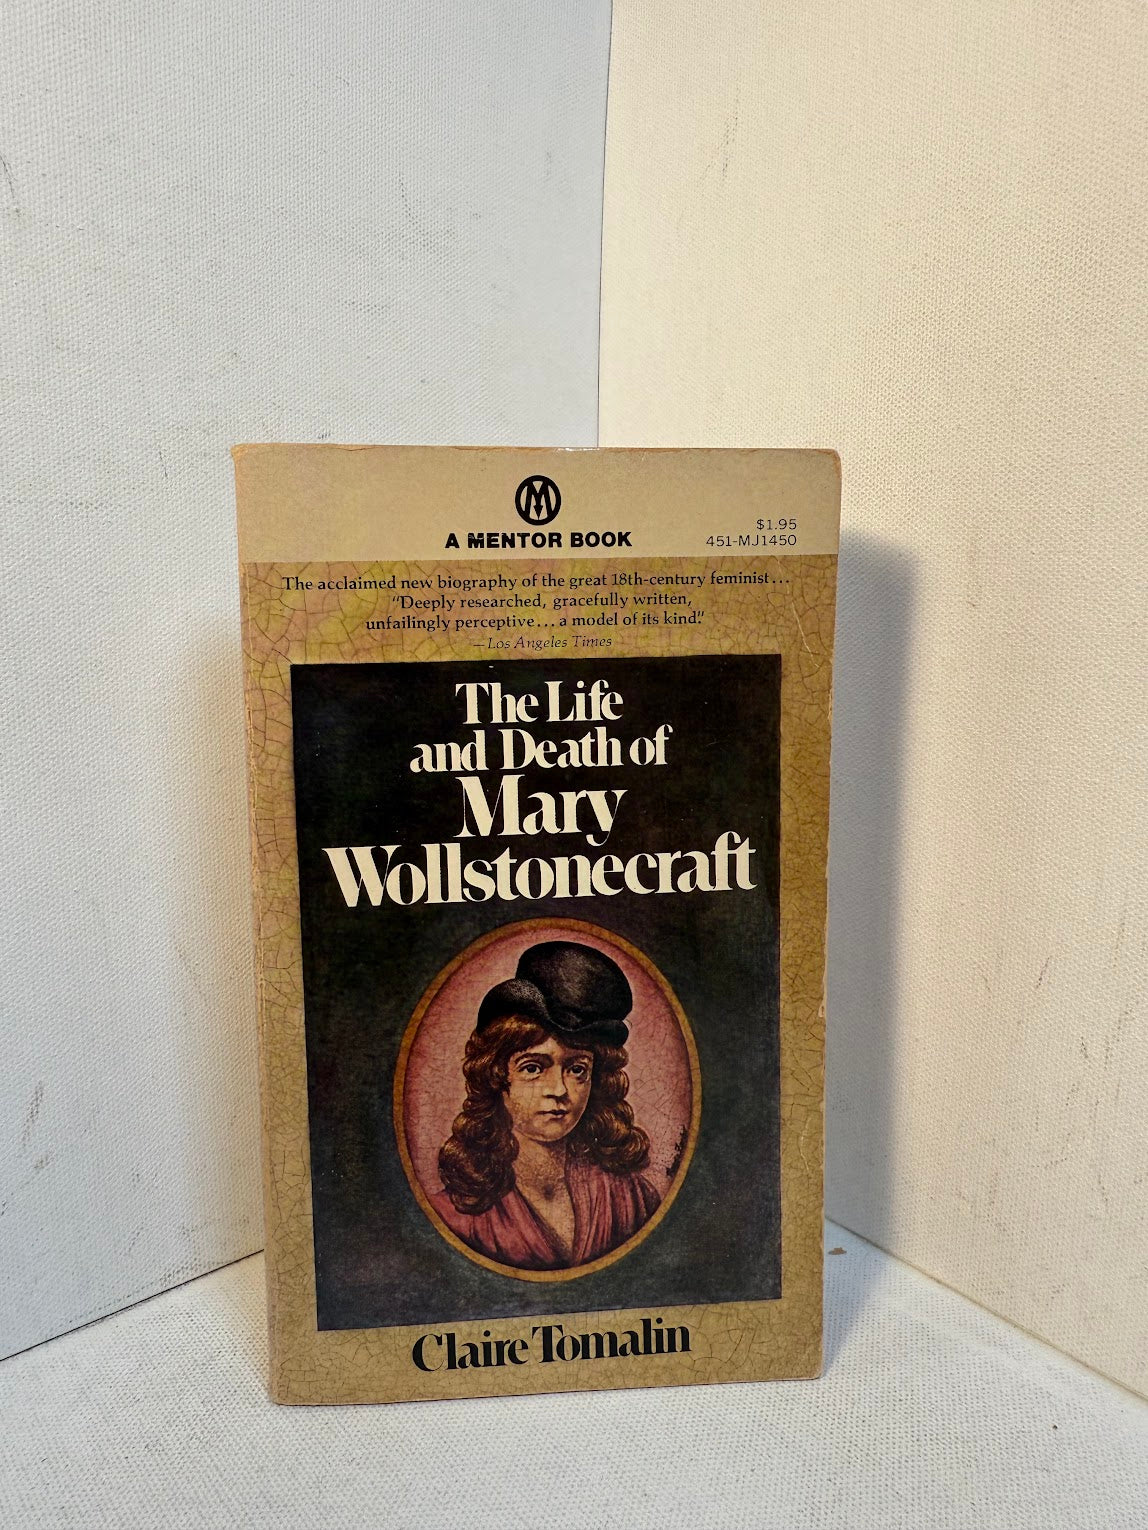 M
A MENTOR BOOK
$1.95
451-MJ1450
The acclaimed new biography of the great 18th-century feminist...
"Deeply researched, gracefully written,
unfailingly perceptive...a model of its kind."
—Los Angeles Times
The Life
and Death of
Mary
Wollstonecraft
Claire Tomalin